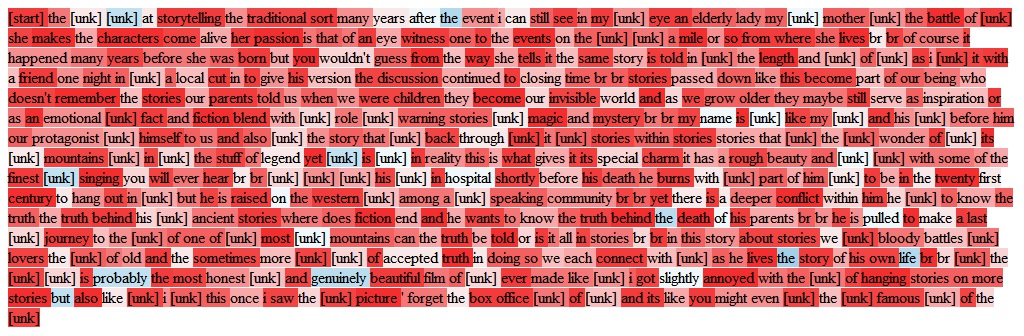 [start] the [unk] [unk] at storytelling the traditional sort many years after the event i can still see in my [unk] eye an elderly lady my [unk] mother [unk] the battle of [unk]
she makes the characters come alive her passion is that of an eye witness one to the events on the [unk] [unk] a mile or so from where she lives br br of course it
happened many years before she was born but you wouldn't guess from the way she tells it the same story is told in [unk] the length and [unk] of [unk] as i [unk] it with
a friend one night in [unk] a local cut in to give his version the discussion continued to closing time br br stories passed down like this become part of our being who
doesn't remember the stories our parents told us when we were children they become our invisible world and as we grow older they maybe still serve as inspiration or
as an emotional [unk] fact and fiction blend with [unk] role [unk] warning stories [unk] magic and mystery br br my name is [unk] like my [unk] and his [unk] before him
our protagonist [unk] himself to us and also [unk] the story that [unk] back through [unk] it [unk] stories within stories stories that [unk] the [unk] wonder of [unk] its
[unk] mountains [unk] in [unk] the stuff of legend yet [unk] is [unk] in reality this is what gives it its special charm it has a rough beauty and [unk] [unk] with some of the
finest [unk] singing you will ever hear br br [unk] [unk] [unk] his [unk] in hospital shortly before his death he burns with [unk] part of him [unk] to be in the twenty first
century to hang out in [unk] but he is raised on the western [unk] among a [unk] speaking community br br yet there is a deeper conflict within him he [unk] to know the
truth the truth behind his [unk] ancient stories where does fiction end and he wants to know the truth behind the death of his parents br br he is pulled to make a last
[unk] journey to the [unk] of one of [unk] most [unk] mountains can the truth be told or is it all in stories br br in this story about stories we [unk] bloody battles [unk]
lovers the [unk] of old and the sometimes more [unk] [unk] of accepted truth in doing so we each connect with [unk] as he lives the story of his own life br br [unk] the
[unk] [unk] is probably the most honest [unk] and genuinely beautiful film of [unk] ever made like [unk] i got slightly annoyed with the [unk] of hanging stories on more
stories but also like [unk] i [unk] this once i saw the [unk] picture ' forget the box office [unk] of [unk] and its like you might even [unk] the [unk] famous [unk] of the
[unk]